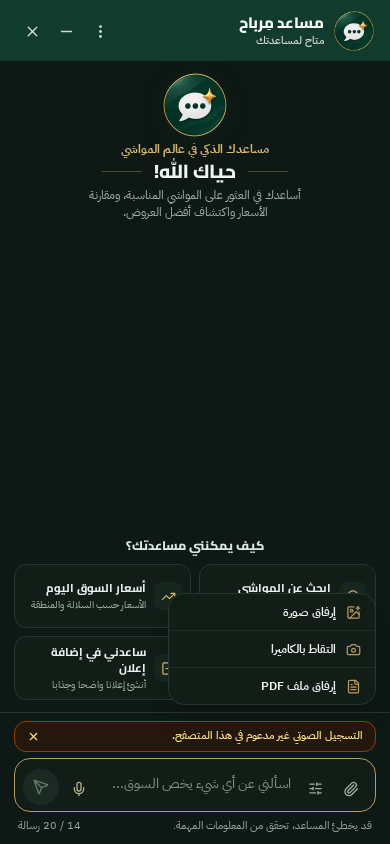 مساعد مرباح
متاح لمساعدتك
مساعدك الذكي في عالم المواشي
حياك الله!
أساعدك في العثور على المواشي المناسبة، ومقارنة
الأسعار واكتشاف أفضل العروض.
كيف يمكنني مساعدتك؟
ابحث عن المواشي
أسعار السوق اليوم
الأسعار حسب السلالة والمنطقة
ساعدني في إضافة
إعلان
أنشئ إعلانا واضحا وجذابا
إرفاق صورة
التقاط بالكاميرا
إرفاق ملف PDF
التسجيل الصوتي غير مدعوم في هذا المتصفح.
اسألني عن أي شيء يخص السوق...
قد يخطئ المساعد، تحقق من المعلومات المهمة.
14 / 20 رسالة